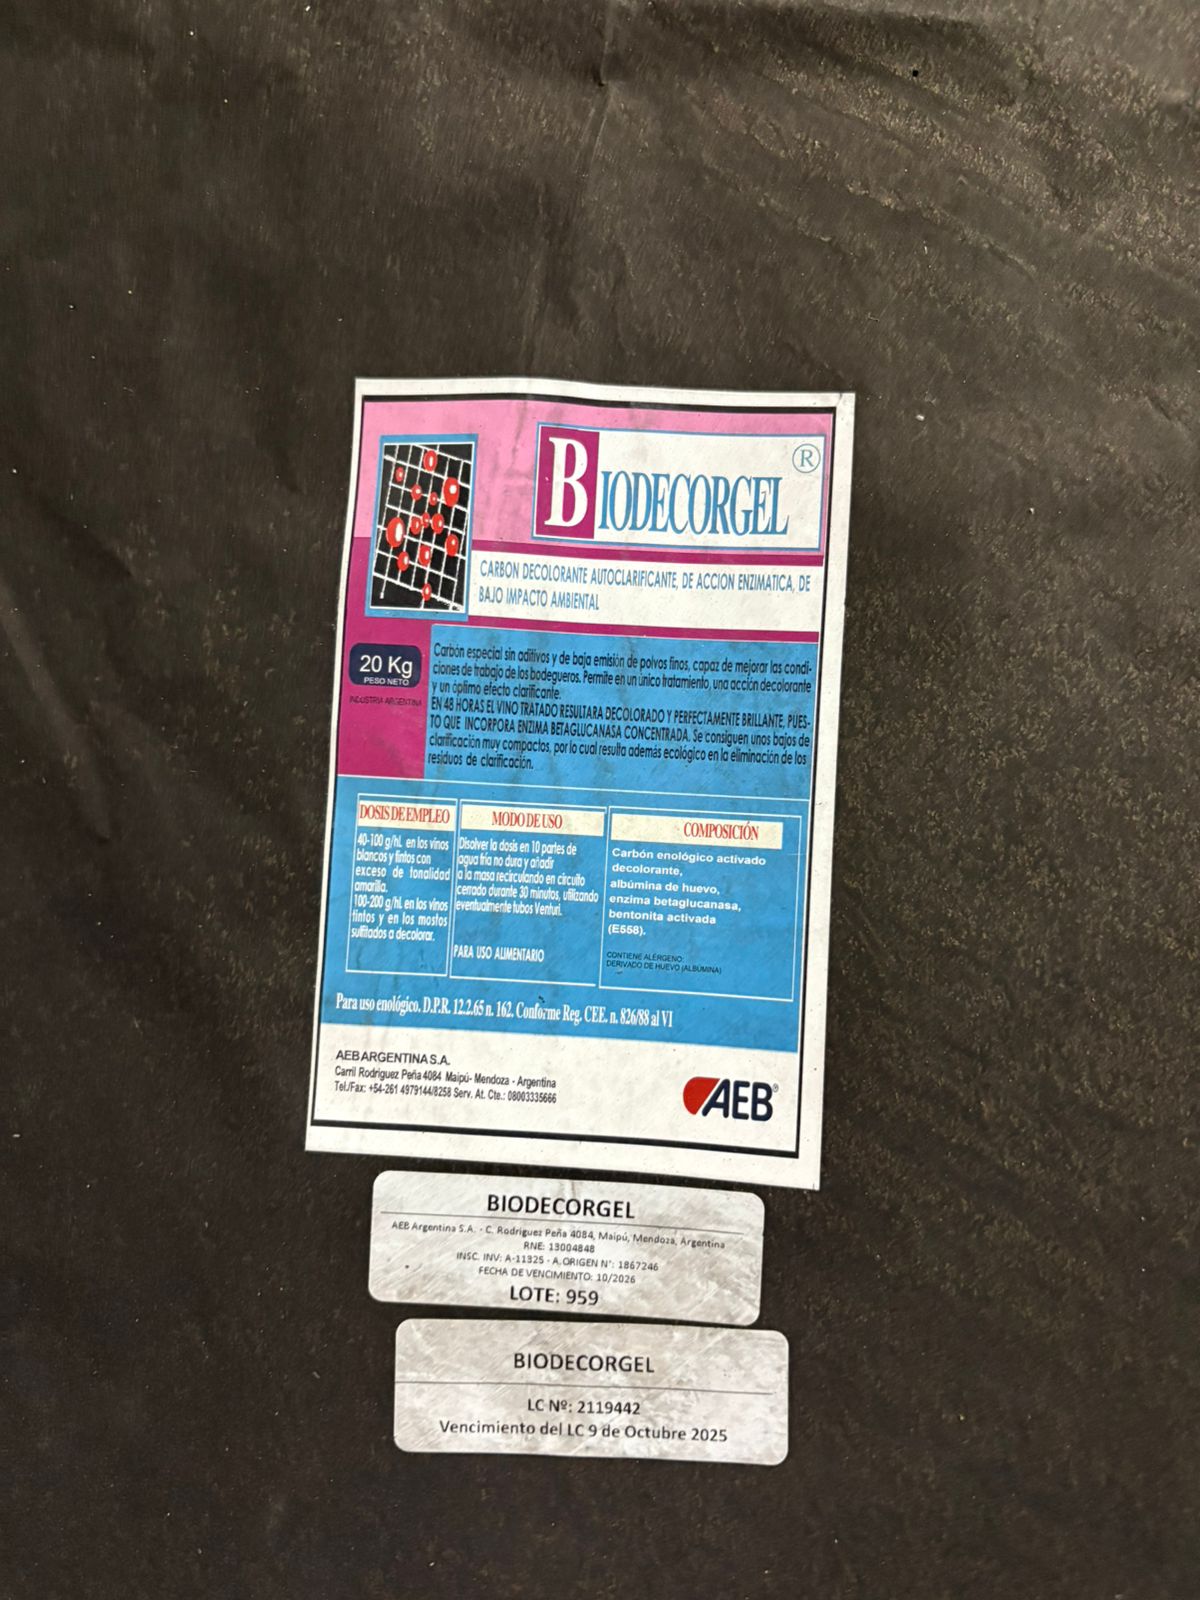 BIODECORGEL ®
CARBON DECOLORANTE AUTOCLARIFICANTE, DE ACCION ENZIMATICA, DE
BAJO IMPACTO AMBIENTAL
20 Kg
PESO NETO
INDUSTRIA ARGENTINA
Carbón especial sin aditivos y de baja emisión de polvos finos, capaz de mejorar las condi-
ciones de trabajo de los bodegueros. Permite en un único tratamiento, una acción decolorante
y un óptimo efecto clarificante.
EN 48 HORAS EL VINO TRATADO RESULTARA DECOLORADO Y PERFECTAMENTE BRILLANTE, PUES-
TO QUE INCORPORA ENZIMA BETAGLUCANASA CONCENTRADA. Se consiguen unos bajos de
clarificación muy compactos, por lo cual resulta además ecológico en la eliminación de los
residuos de clarificación.
DOSIS DE EMPLEO
40-100 g/hL en los vinos
blancos y tintos con
exceso de tonalidad
amarilla.
100-200 g/hL en los vinos
tintos y en los mostos
sulfitados a decolorar.
MODO DE USO
Disolver la dosis en 10 partes de
agua fría no dura y añadir
a la masa recirculando en circuito
cerrado durante 30 minutos, utilizando
eventualmente tubos Venturi.
PARA USO ALIMENTARIO
COMPOSICIÓN
Carbón enológico activado
decolorante,
albúmina de huevo,
enzima betaglucanasa,
bentonita activada
(E558).
CONTIENE ALÉRGENO:
DERIVADO DE HUEVO (ALBÚMINA)
Para uso enológico. D.P.R. 12.2.65 n. 162. Conforme Reg. CEE. n. 826/88 al VI
AEB ARGENTINA S.A.
Carril Rodriguez Peña 4084 Maipú- Mendoza - Argentina
Tel./Fax: +54-261 4979144/8258 Serv. At. Cte.: 08003335666
AEB®
BIODECORGEL
AEB Argentina S.A. - C. Rodriguez Peña 4084, Maipú, Mendoza, Argentina
RNE: 13004848
INSC. INV: A-11325 - A. ORIGEN N°: 1867246
FECHA DE VENCIMIENTO: 10/2026
LOTE: 959
BIODECORGEL
LC Nº: 2119442
Vencimiento del LC 9 de Octubre 2025